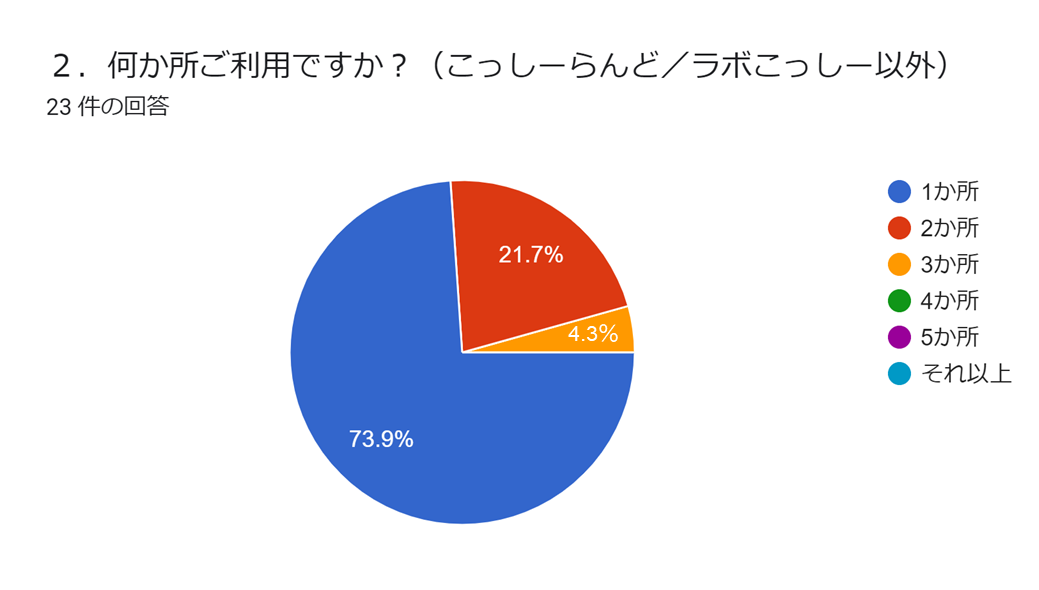 ２．何か所ご利用ですか？（こっしーらんど／ラボこっしー以外）
23 件の回答
1か所
2か所
3か所
4か所
5か所
それ以上
21.7%
4.3%
73.9%